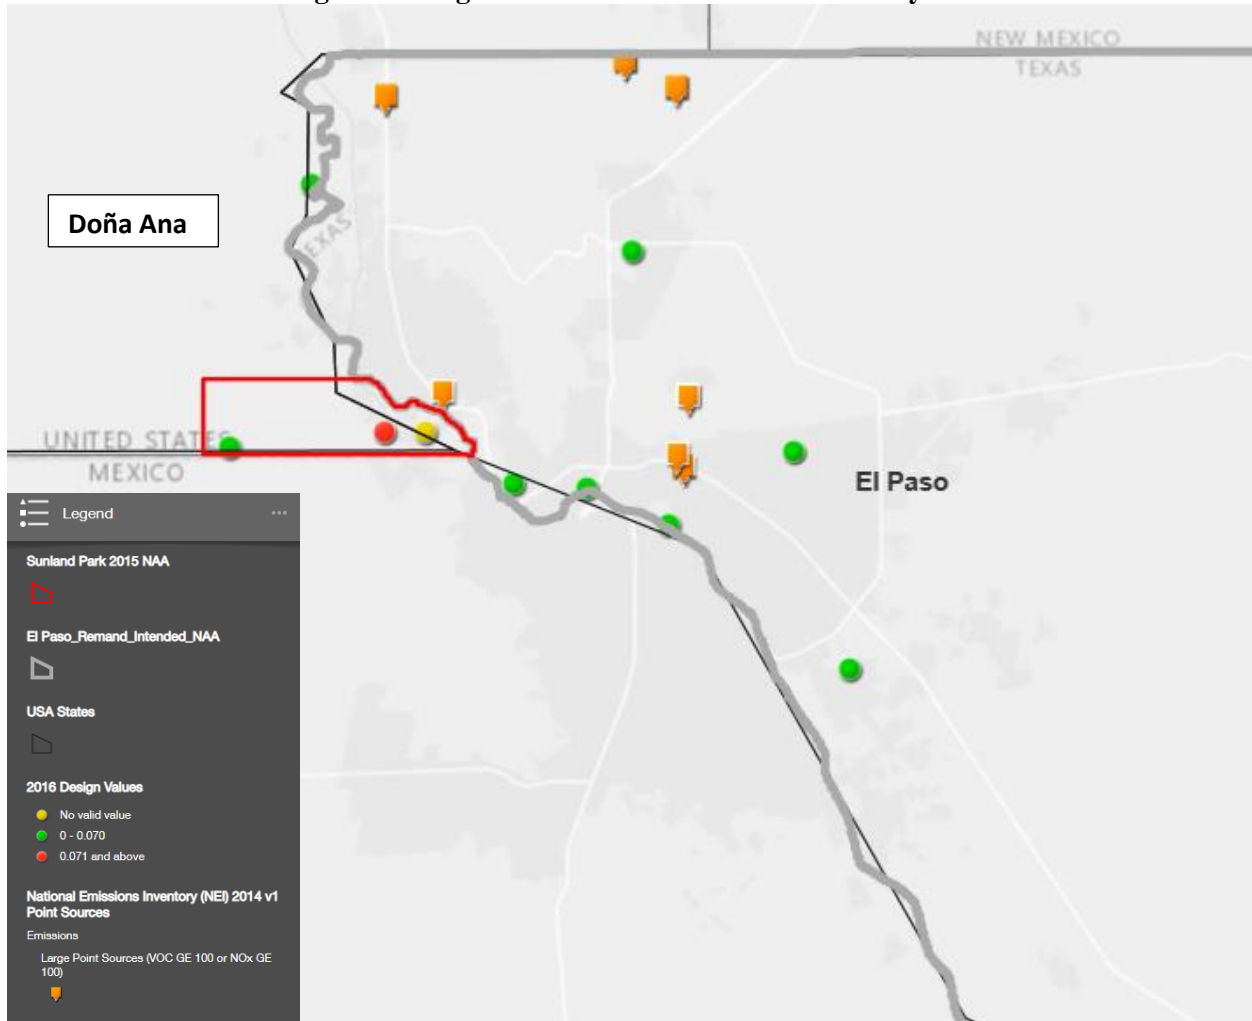 NEW MEXICO
TEXAS
Doña Ana
EXAS
UNITED STATES
MEXICO
El Paso
Legend
Sunland Park 2015 NAA
El Paso_Remand_Intended_NAA
USA States
2016 Design Values
No valid value
0 - 0.070
0.071 and above
National Emissions Inventory (NEI) 2014 v1
Point Sources
Emissions
Large Point Sources (VOC GE 100 or NOx GE
100)